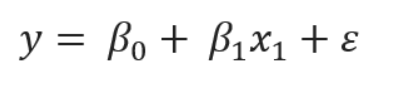 y = β₀ + β₁x₁ + ε